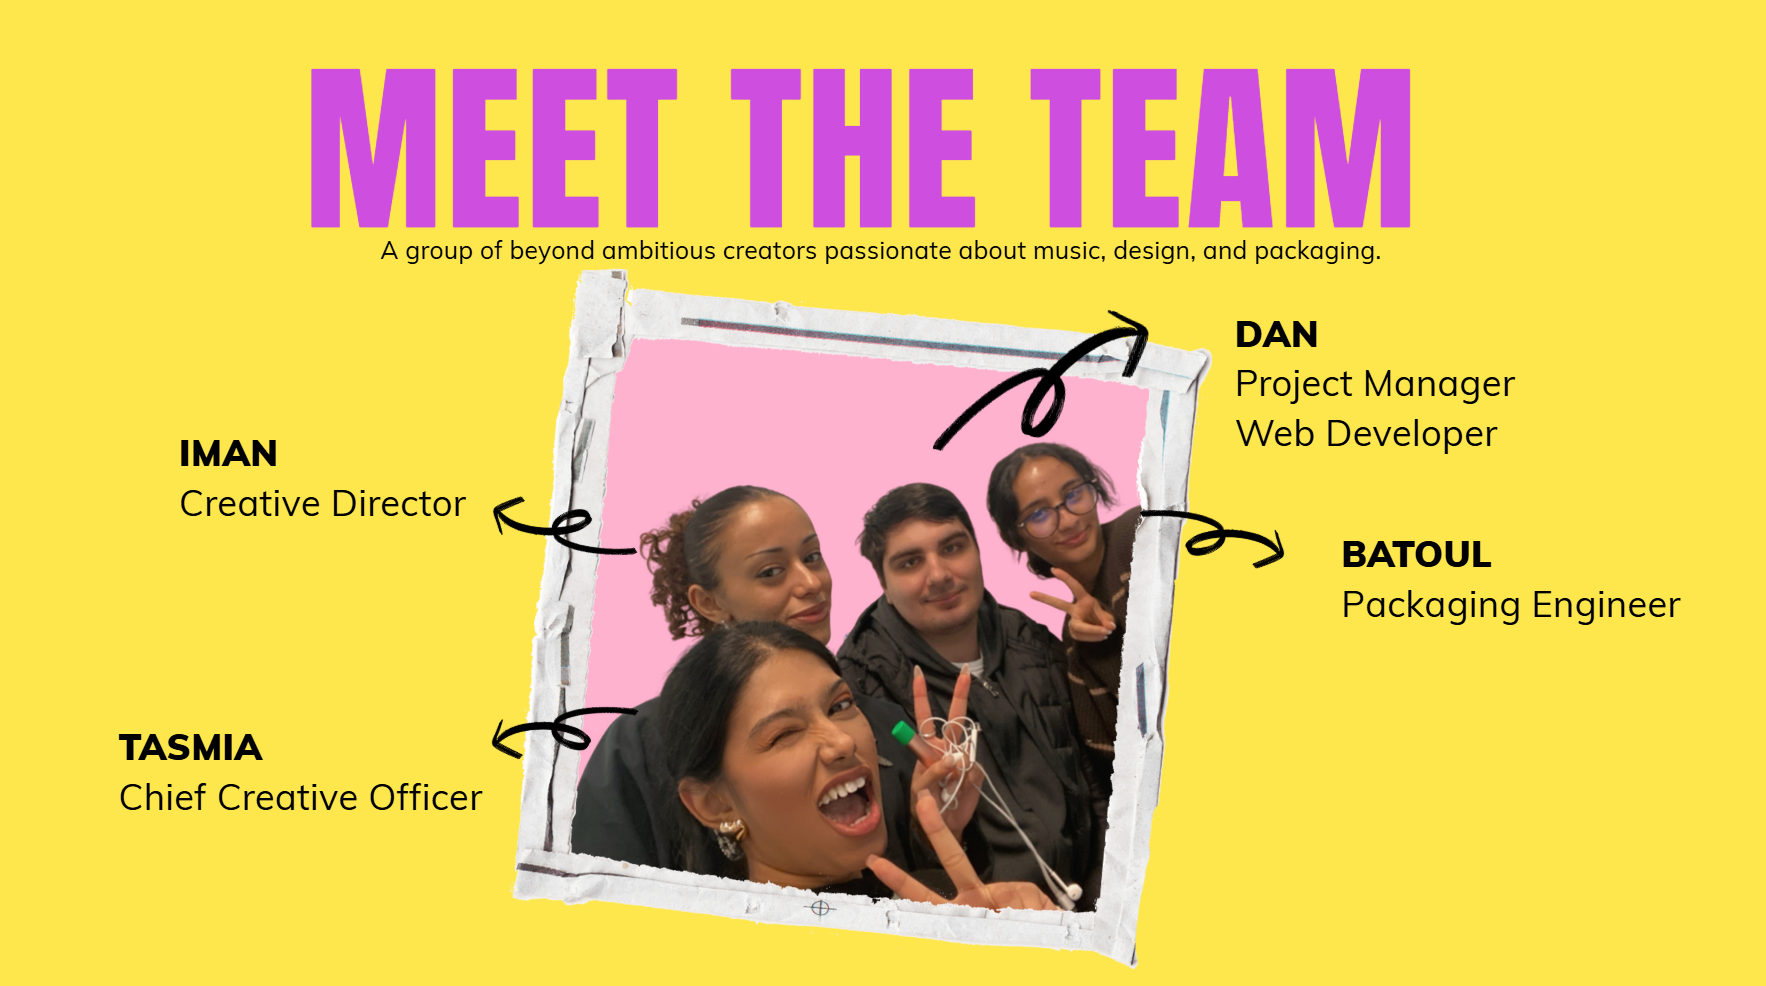 MEET THE TEAM
A group of beyond ambitious creators passionate about music, design, and packaging.
DAN
Project Manager
Web Developer
IMAN
Creative Director
BATOUL
Packaging Engineer
TASMIA
Chief Creative Officer